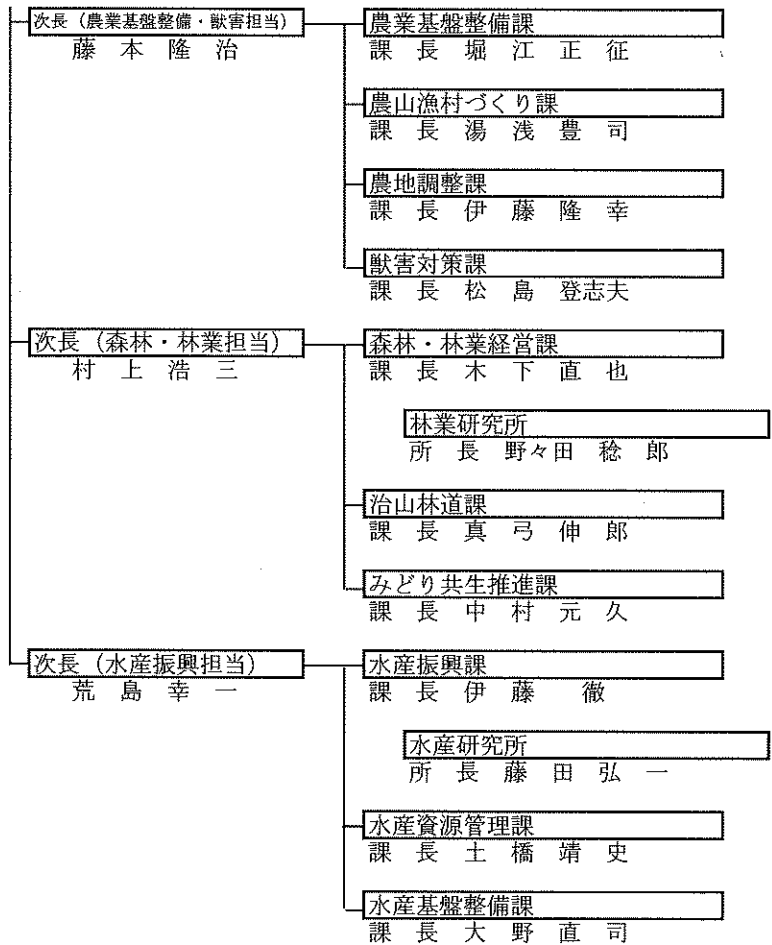 次長（農業基盤整備・獣害担当） 農業基盤整備課
藤本隆治 課長 堀江正征
農山漁村づくり課
課長 湯浅豊司
農地調整課
課長 伊藤隆幸
獣害対策課
課長 松島登志夫
次長（森林・林業担当） 森林・林業経営課
村上浩三 課長 木下直也
林業研究所
所長 野々田稔郎
治山林道課
課長 真弓伸郎
みどり共生推進課
課長 中村元久
次長（水産振興担当） 水産振興課
荒島幸一 課長 伊藤徹
水産研究所
所長 藤田弘一
水産資源管理課
課長 土橋靖史
水産基盤整備課
課長 大野直司